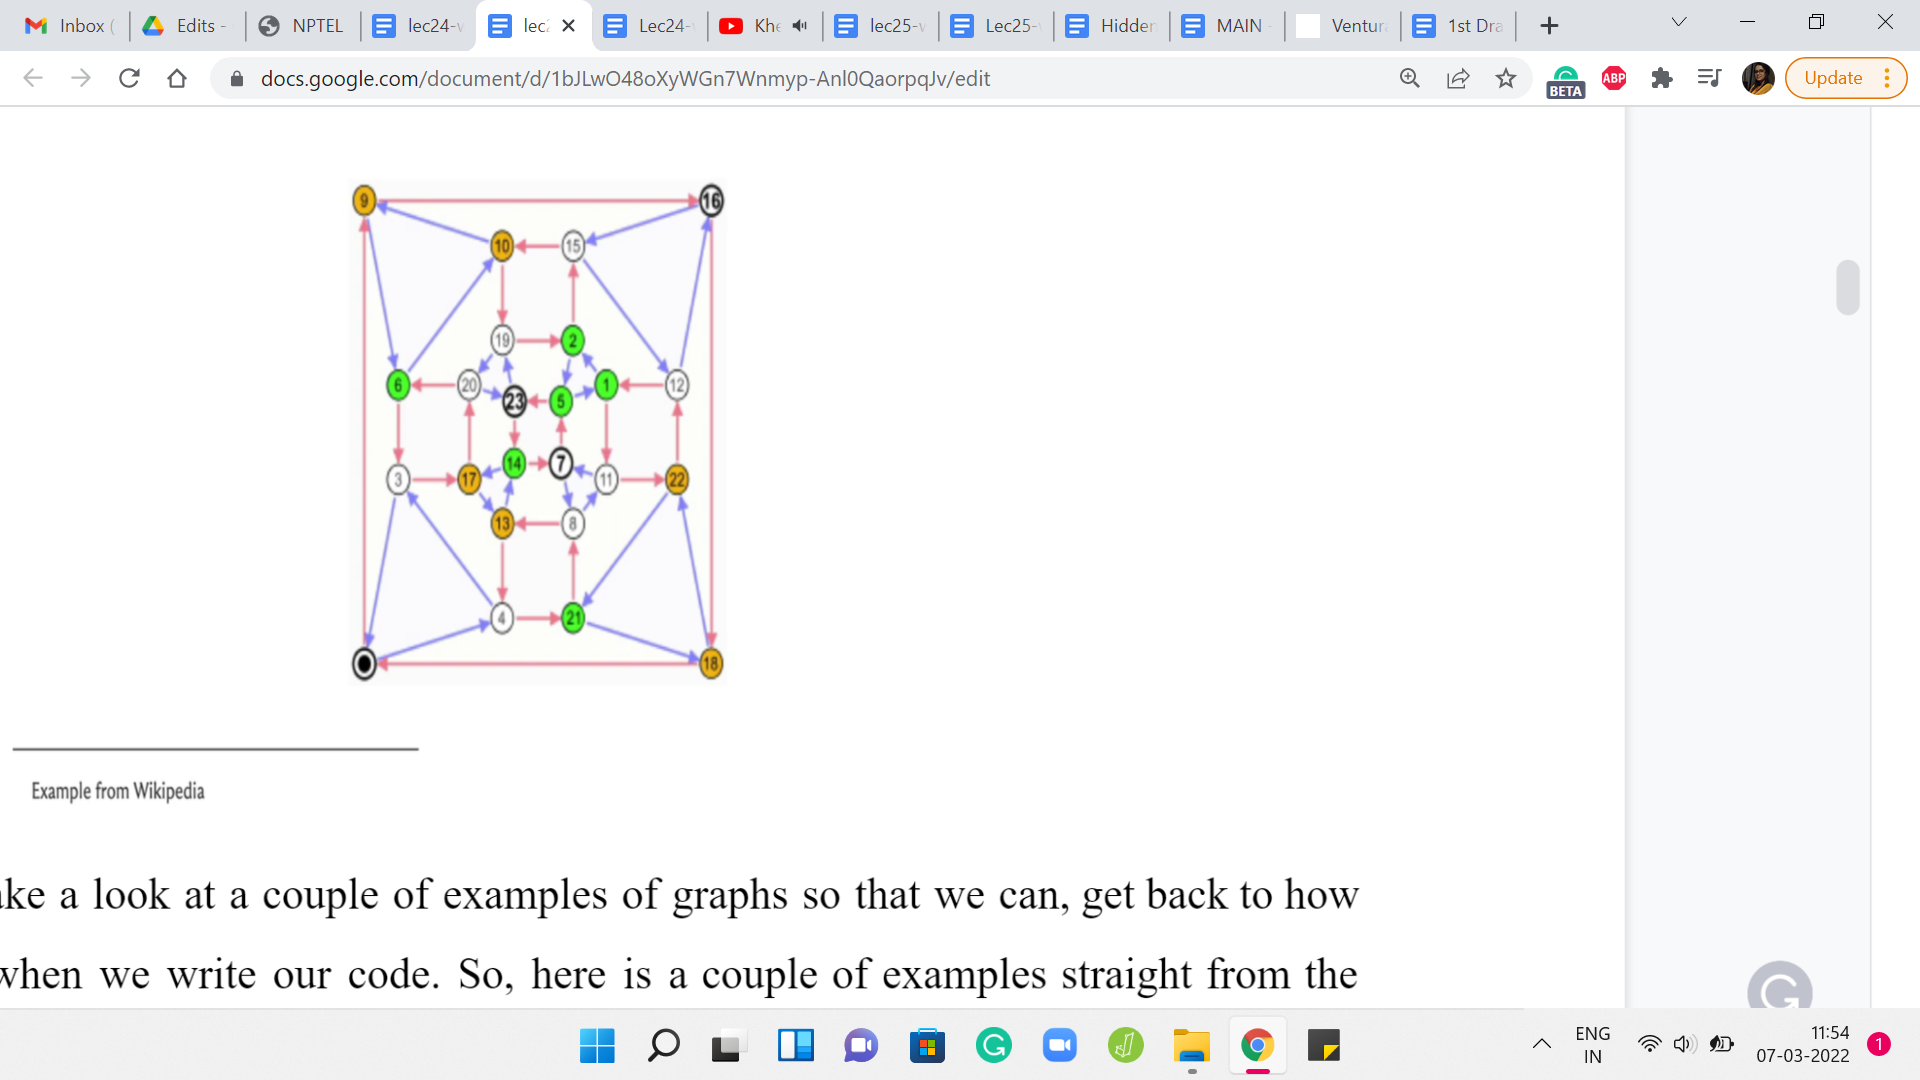 Inbox (
Edits -
NPTEL
lec24-v
lec2
Lec24-
Khe
lec25-v
Lec25-
Hidden
MAIN -
Ventura
1st Dra
docs.google.com/document/d/1bJLwO48oXyWGn7Wnmyp-Anl0QaorpqJv/edit
BETA
ABP
Update
9
16
10
15
19
2
6
20
23
5
1
12
3
17
14
7
11
22
13
8
4
21
18
Example from Wikipedia
ke a look at a couple of examples of graphs so that we can, get back to how
when we write our code. So, here is a couple of examples straight from the
ENG
IN
11:54
07-03-2022
1